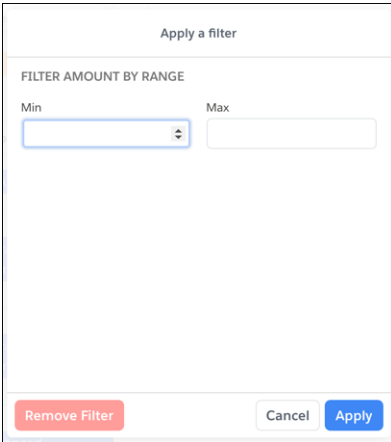 Apply a filter
FILTER AMOUNT BY RANGE
Min Max
Remove Filter Cancel Apply